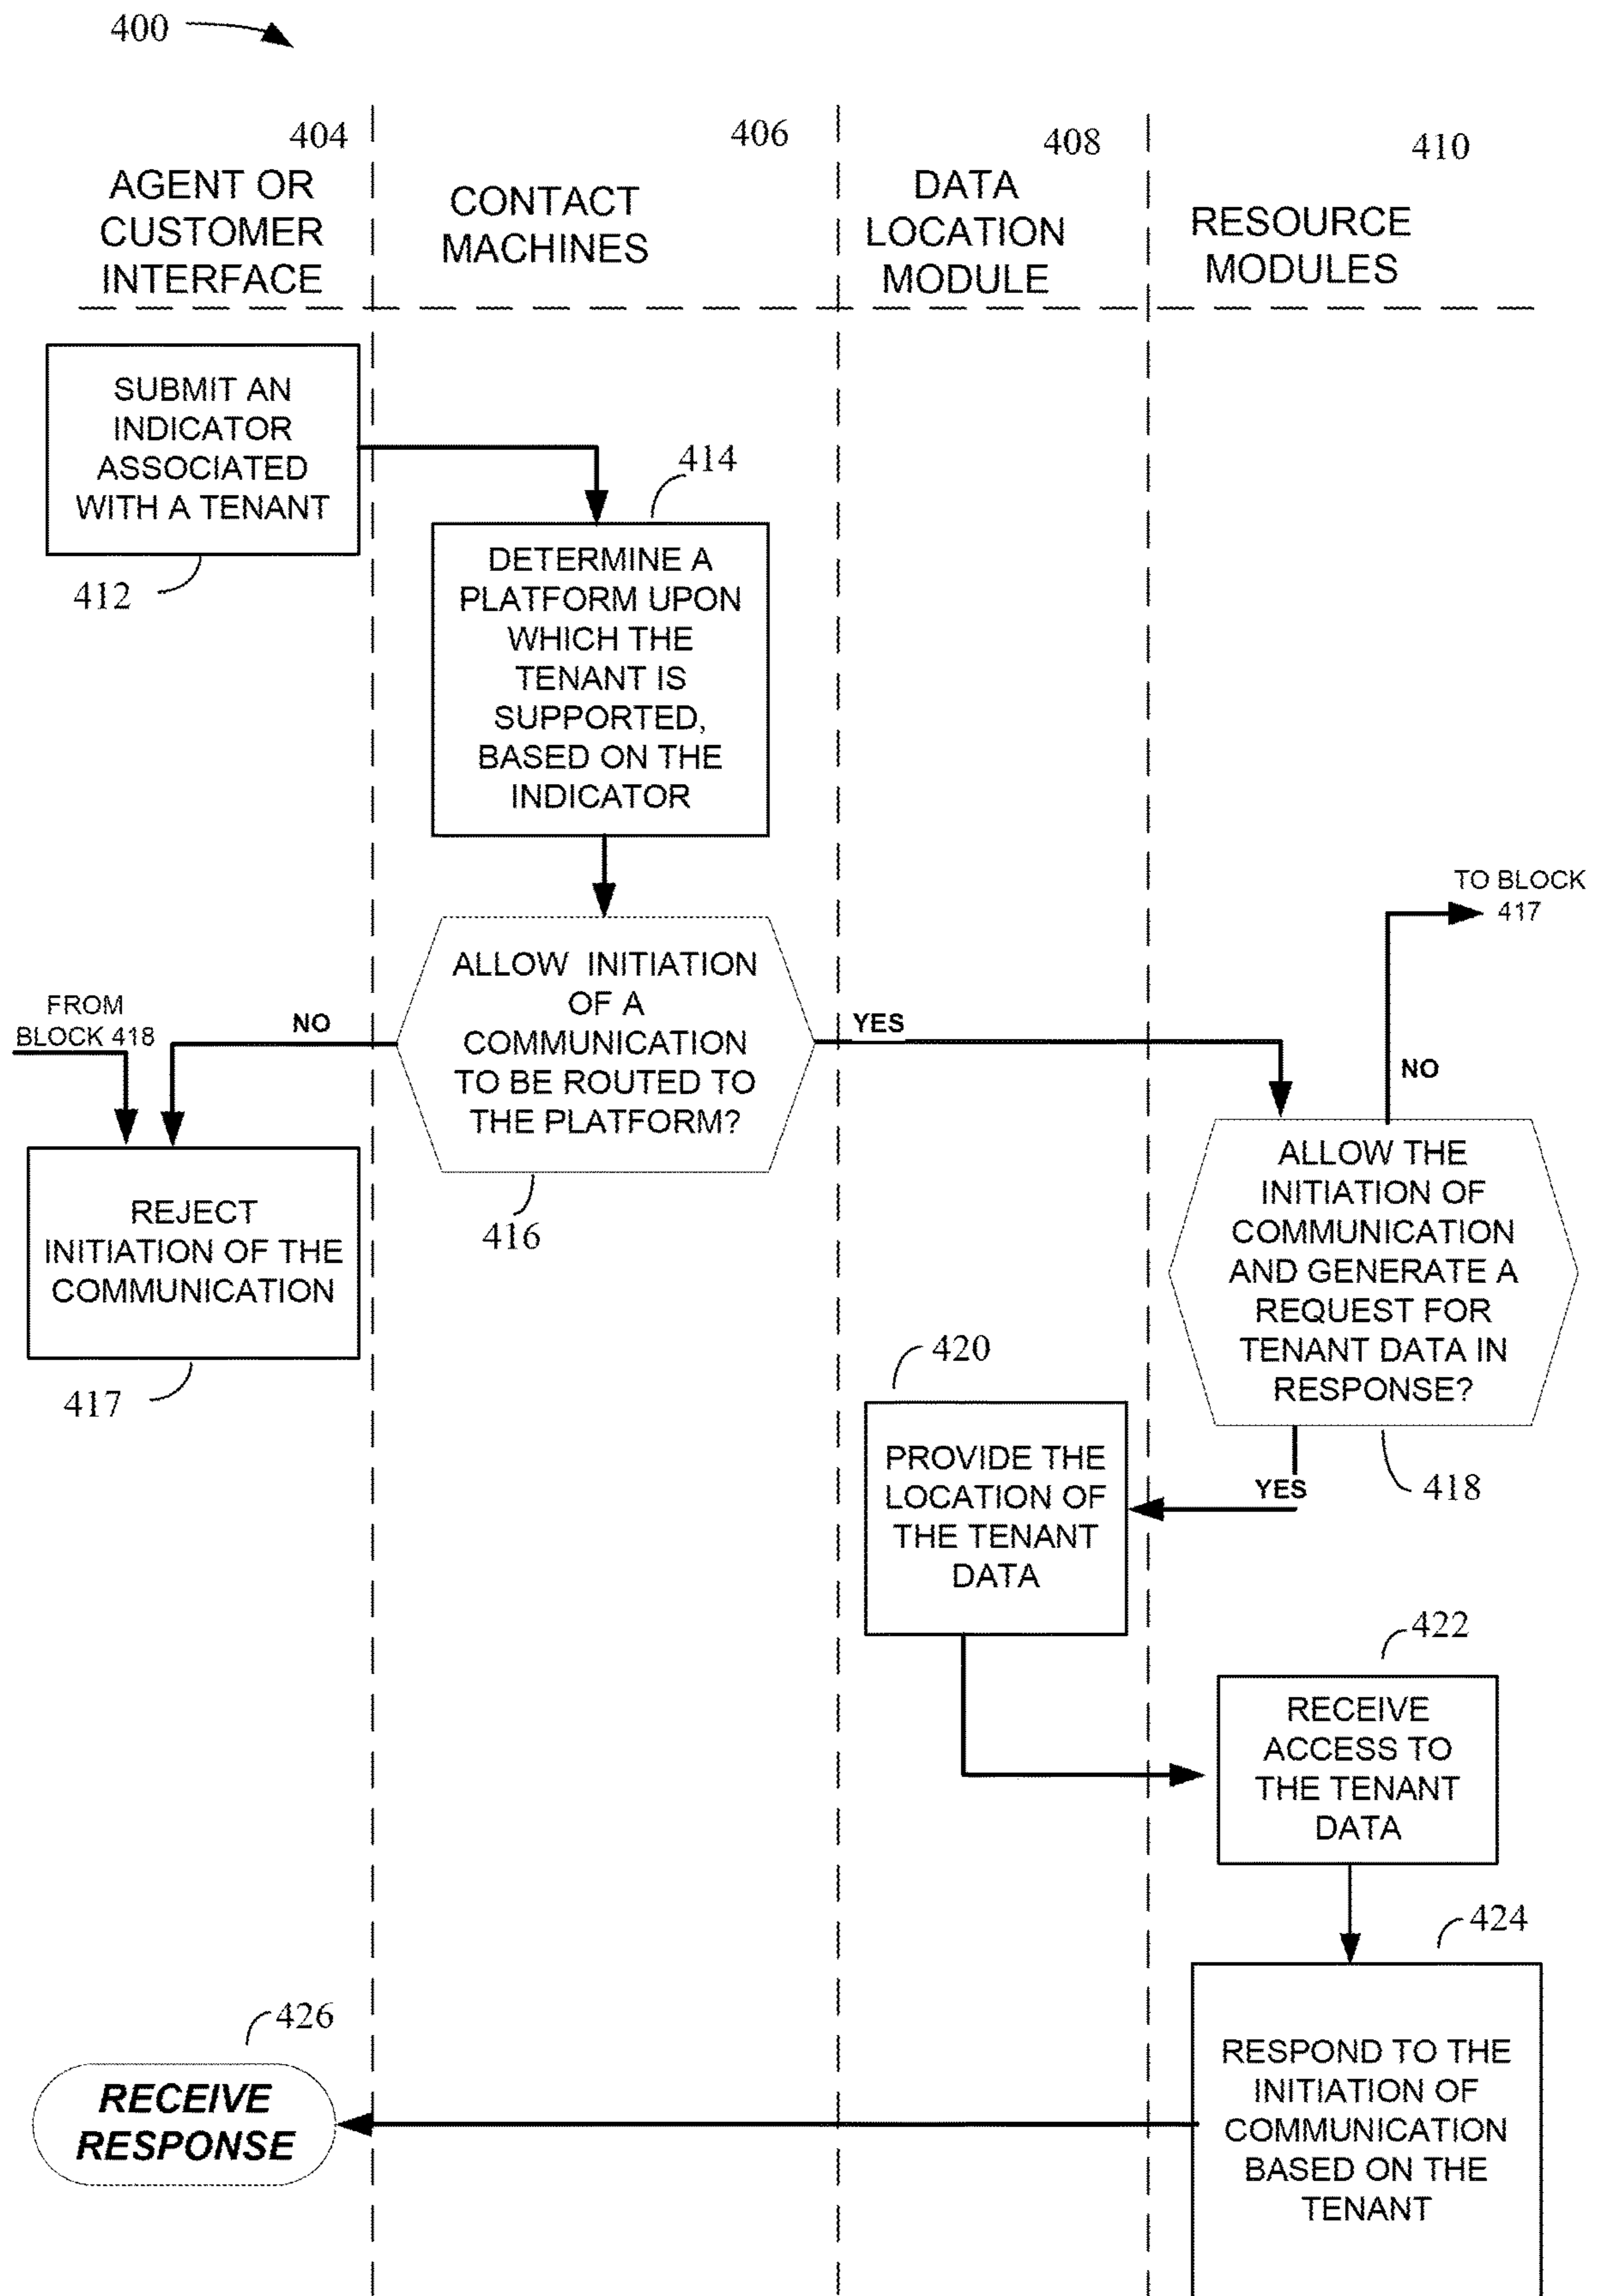 400
404
AGENT OR
CUSTOMER
INTERFACE
406
CONTACT
MACHINES
408
DATA
LOCATION
MODULE
410
RESOURCE
MODULES
SUBMIT AN
INDICATOR
ASSOCIATED
WITH A TENANT
412
414
DETERMINE A
PLATFORM UPON
WHICH THE
TENANT IS
SUPPORTED,
BASED ON THE
INDICATOR
TO BLOCK
417
ALLOW INITIATION
OF A
COMMUNICATION
TO BE ROUTED TO
THE PLATFORM?
416
FROM
BLOCK 418
NO
YES
NO
REJECT
INITIATION OF THE
COMMUNICATION
417
ALLOW THE
INITIATION OF
COMMUNICATION
AND GENERATE A
REQUEST FOR
TENANT DATA IN
RESPONSE?
418
YES
420
PROVIDE THE
LOCATION OF
THE TENANT
DATA
422
RECEIVE
ACCESS TO
THE TENANT
DATA
424
RESPOND TO THE
INITIATION OF
COMMUNICATION
BASED ON THE
TENANT
426
RECEIVE
RESPONSE